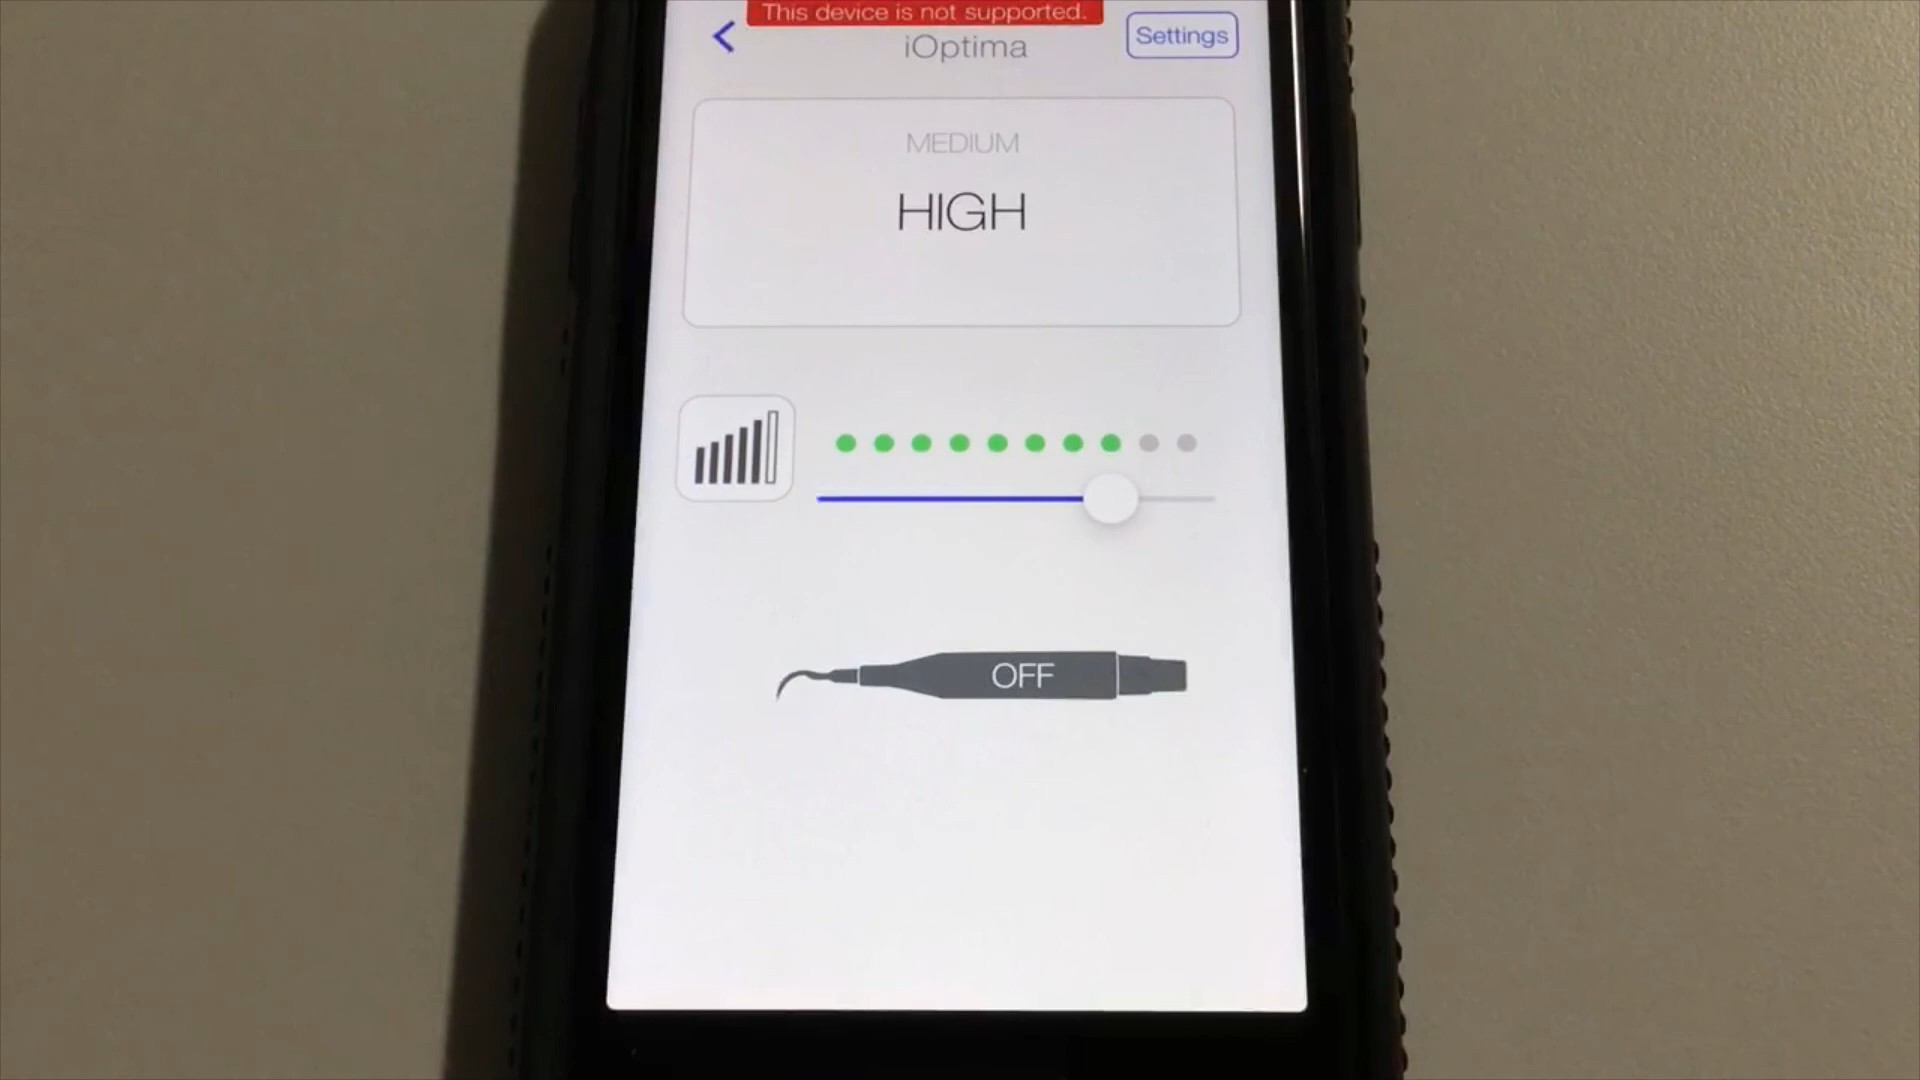 This device is not supported.
iOptima
Settings
MEDIUM
HIGH
OFF